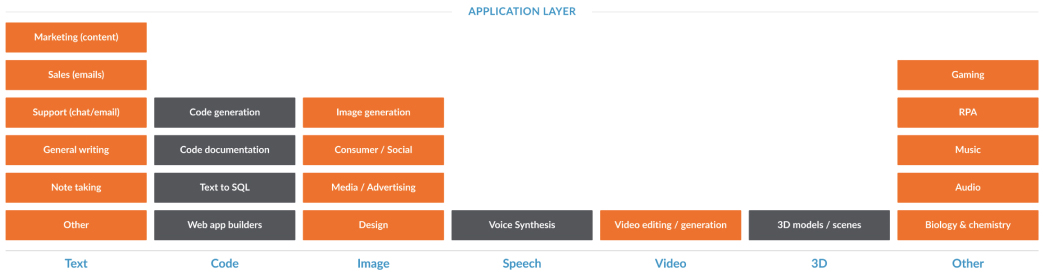 APPLICATION LAYER
Marketing (content)
Sales (emails)
Gaming
Support (chat/email)
Code generation
Image generation
RPA
General writing
Code documentation
Consumer / Social
Music
Note taking
Text to SQL
Media / Advertising
Audio
Other
Web app builders
Design
Voice Synthesis
Video editing / generation
3D models / scenes
Biology & chemistry
Text
Code
Image
Speech
Video
3D
Other